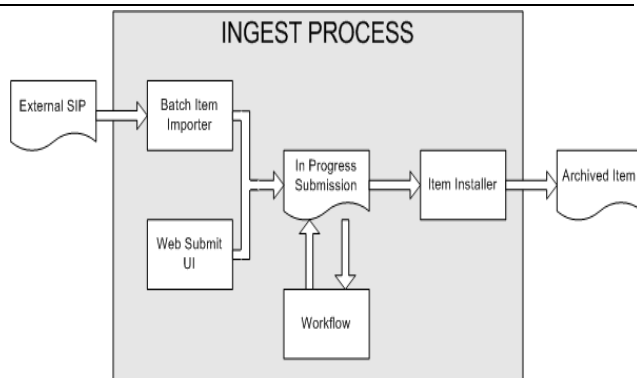 INGEST PROCESS
External SIP
Batch Item
Importer
In Progress
Submission
Item Installer
Archived Item
Web Submit
UI
Workflow